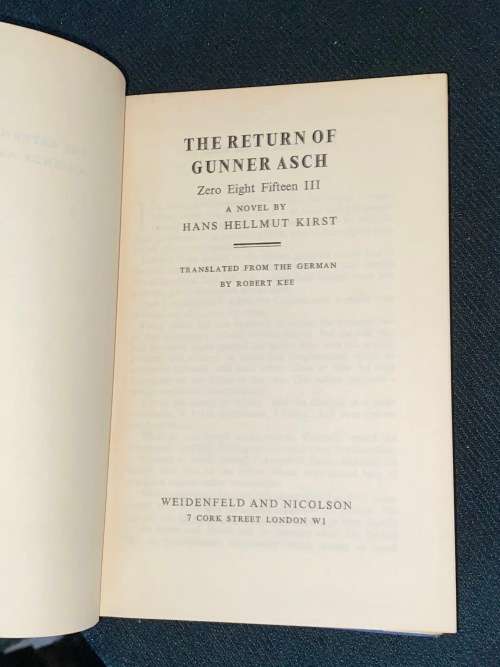 THE RETURN OF
GUNNER ASCH
Zero Eight Fifteen III
A NOVEL BY
HANS HELLMUT KIRST
TRANSLATED FROM THE GERMAN
BY ROBERT KEE
WEIDENFELD AND NICOLSON
7 CORK STREET LONDON W1